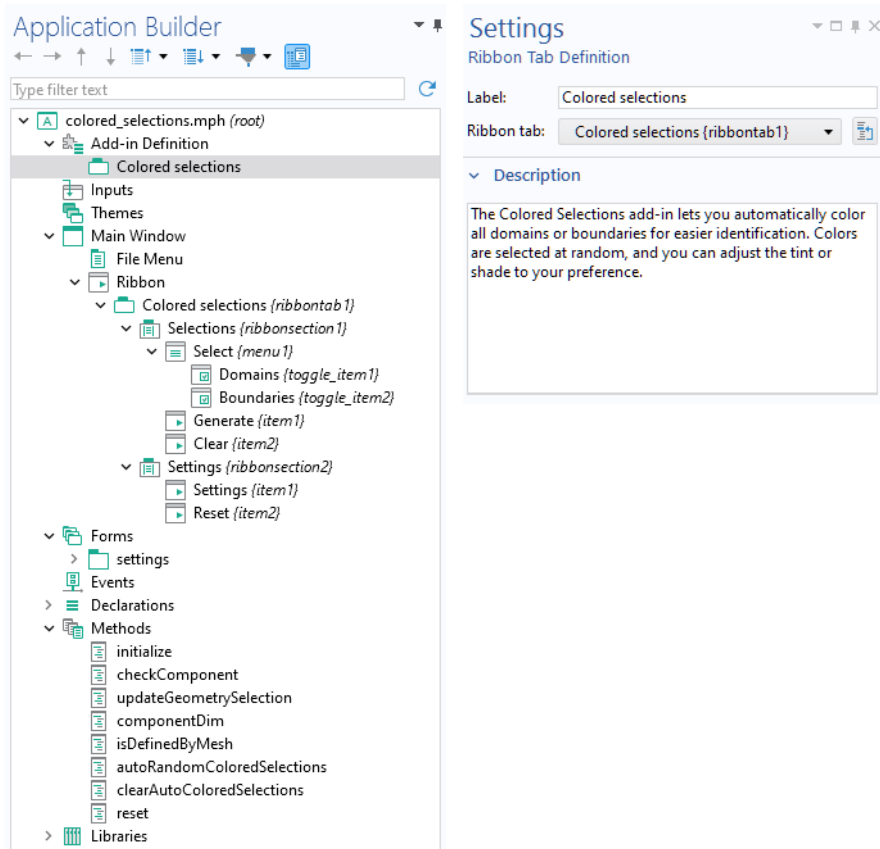 Application Builder
Type filter text
colored_selections.mph (root)
Add-in Definition
Colored selections
Inputs
Themes
Main Window
File Menu
Ribbon
Colored selections {ribbontab1}
Selections {ribbonsection1}
Select {menu1}
Domains {toggle_item1}
Boundaries {toggle_item2}
Generate {item1}
Clear {item2}
Settings {ribbonsection2}
Settings {item1}
Reset {item2}
Forms
settings
Events
Declarations
Methods
initialize
checkComponent
updateGeometrySelection
componentDim
isDefinedByMesh
autoRandomColoredSelections
clearAutoColoredSelections
reset
Libraries
Settings
Ribbon Tab Definition
Label: Colored selections
Ribbon tab: Colored selections {ribbontab1}
Description
The Colored Selections add-in lets you automatically color
all domains or boundaries for easier identification. Colors
are selected at random, and you can adjust the tint or
shade to your preference.